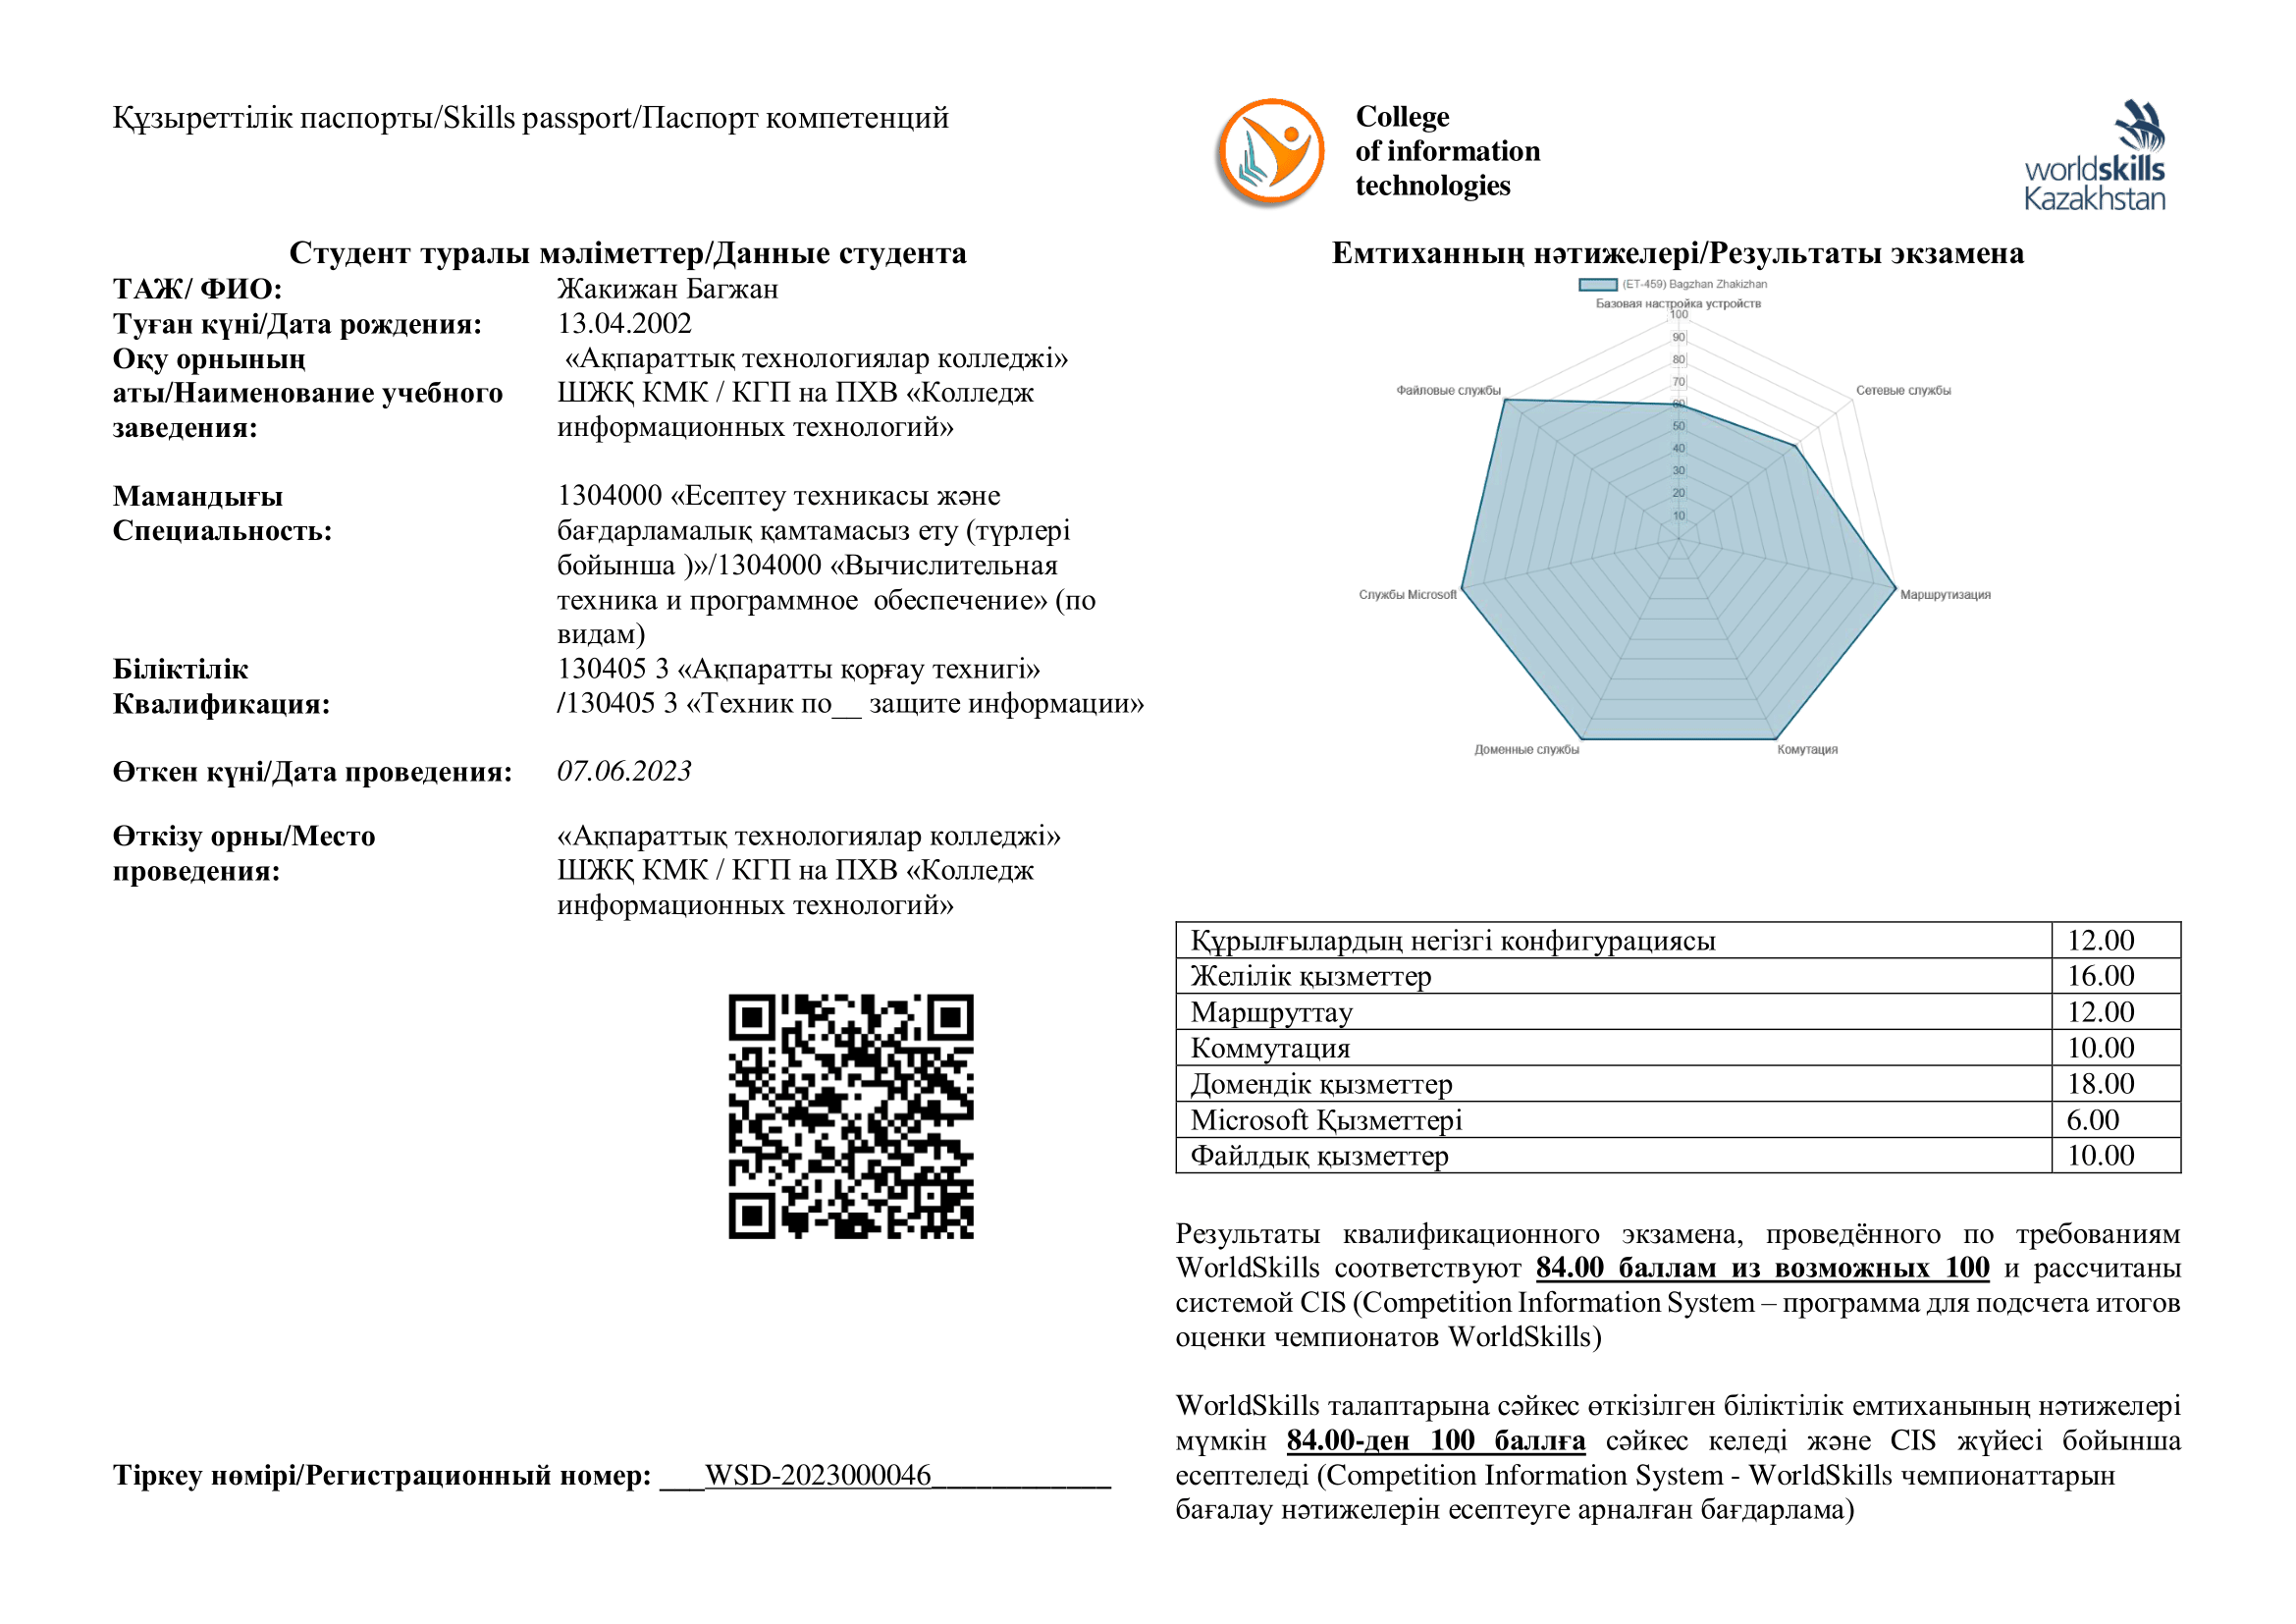 Құзыреттілік паспорты/Skills passport/Паспорт компетенций
College
of information
technologies
worldskills
Kazakhstan
Студент туралы мәліметтер/Данные студента
ТАЖ/ ФИО: Жакижан Багжан
Туған күні/Дата рождения: 13.04.2002
Оқу орнының «Ақпараттық технологиялар колледжі»
аты/Наименование учебного ШЖҚ КМК / КГП на ПХВ «Колледж
заведения: информационных технологий»
Мамандығы 1304000 «Есептеу техникасы және
Специальность: бағдарламалық қамтамасыз ету (түрлері
бойынша )»/1304000 «Вычислительная
техника и программное  обеспечение» (по
видам)
Біліктілік 130405 3 «Ақпаратты қорғау технигі»
Квалификация: /130405 3 «Техник по__ защите информации»
Өткен күні/Дата проведения: 07.06.2023
Өткізу орны/Место «Ақпараттық технологиялар колледжі»
проведения: ШЖҚ КМК / КГП на ПХВ «Колледж
информационных технологий»
Тіркеу нөмірі/Регистрационный номер: ___WSD-2023000046____________
Емтиханның нәтижелері/Результаты экзамена
(ET-459) Bagzhan Zhakizhan
Базовая настройка устройств
100
90
80
70
60
50
40
30
20
10
Файловые службы
Сетевые службы
Службы Microsoft
Маршрутизация
Доменные службы
Комутация
Құрылғылардың негізгі конфигурациясы 12.00
Желілік қызметтер 16.00
Маршруттау 12.00
Коммутация 10.00
Домендік қызметтер 18.00
Microsoft Қызметтері 6.00
Файлдық қызметтер 10.00
Результаты квалификационного экзамена, проведённого по требованиям
WorldSkills соответствуют 84.00 баллам из возможных 100 и рассчитаны
системой CIS (Competition Information System – программа для подсчета итогов
оценки чемпионатов WorldSkills)
WorldSkills талаптарына сәйкес өткізілген біліктілік емтиханының нәтижелері
мүмкін 84.00-ден 100 баллға сәйкес келеді және CIS жүйесі бойынша
есептеледі (Competition Information System - WorldSkills чемпионаттарын
бағалау нәтижелерін есептеуге арналған бағдарлама)